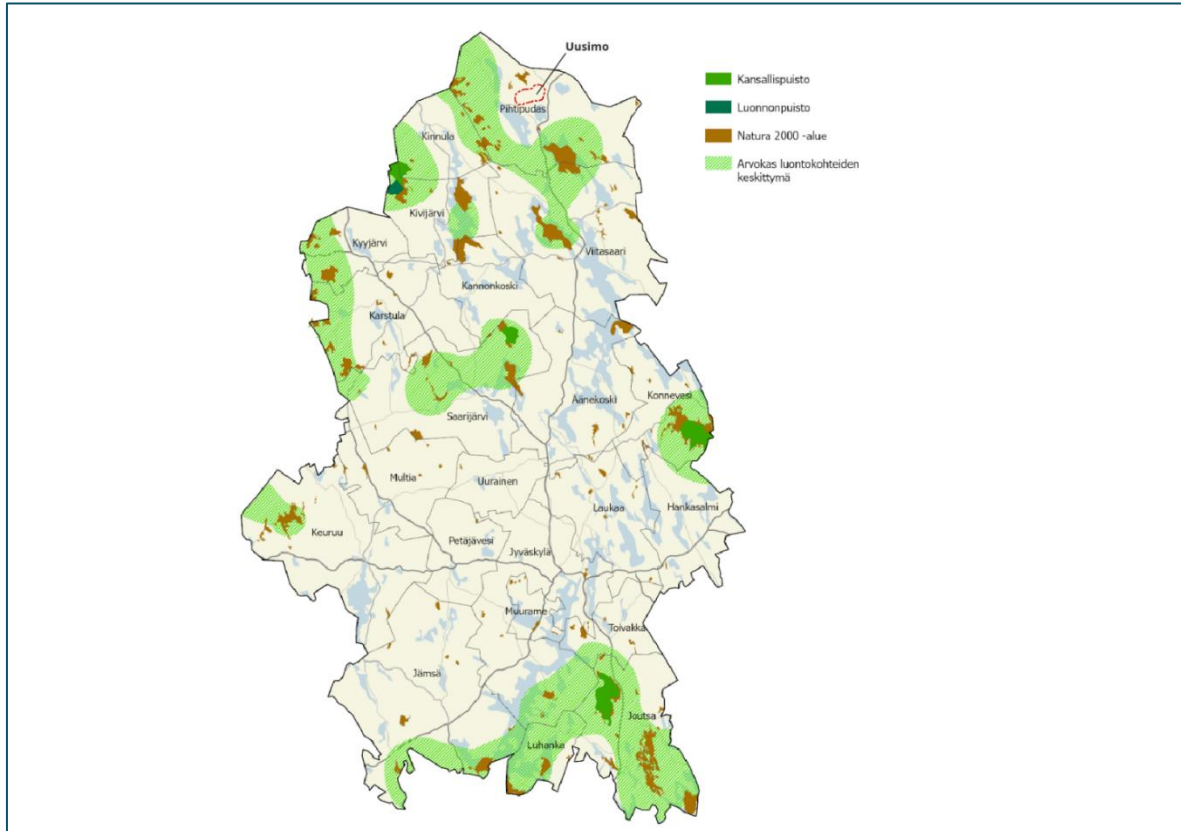 Uusimo
Kansallispuisto
Luonnonpuisto
Natura 2000 -alue
Arvokas luontokohteiden
keskittymä
Pihtipudas
Kinnula
Kivijärvi
Kyyjärvi
Viitasaari
Kannonkoski
Karstula
Äänekoski
Konnevesi
Saarijärvi
Multia
Uurainen
Laukaa
Hankasalmi
Keuruu
Petäjävesi
Jyväskylä
Muurame
Toivakka
Jämsä
Joutsa
Luhanka